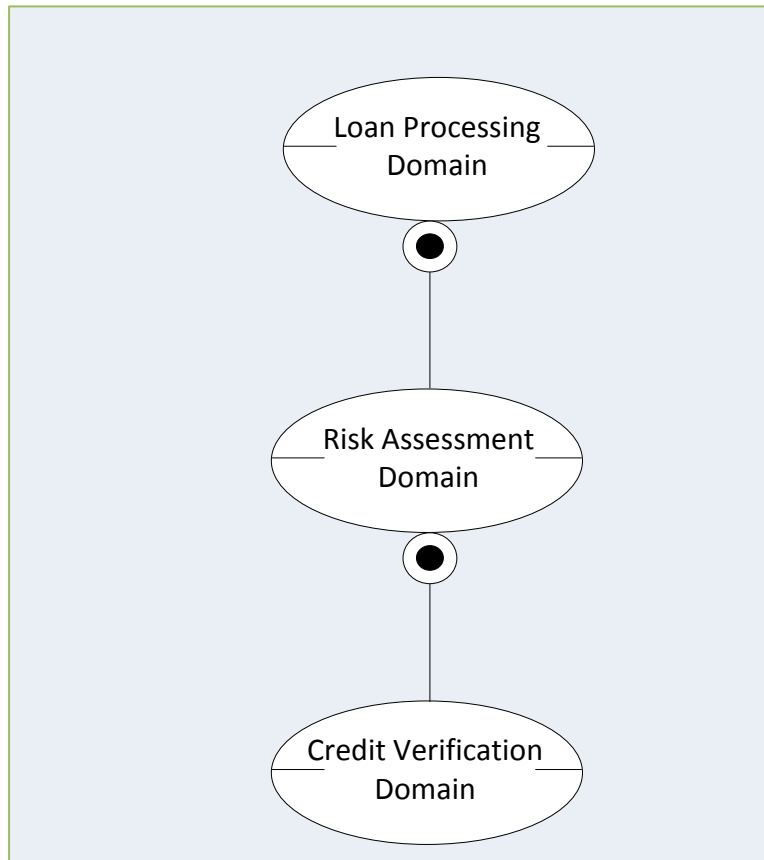 Loan Processing
Domain
Risk Assessment
Domain
Credit Verification
Domain